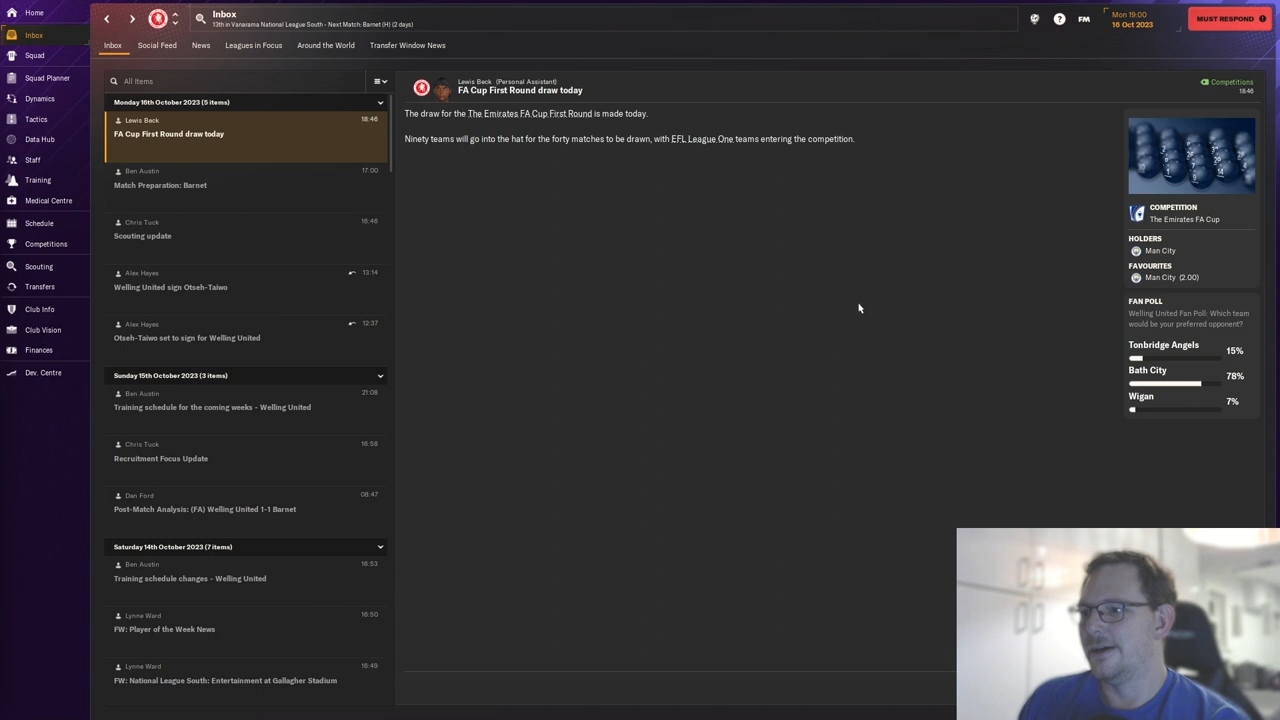 Home
Inbox
Squad
Squad Planner
Dynamics
Tactics
Data Hub
Staff
Training
Medical Centre
Schedule
Competitions
Scouting
Transfers
Club Info
Club Vision
Finances
Dev. Centre
Inbox
13th in Vanarama National League South - Next Match: Barnet (H) (2 days)
FM
Mon 19:00
16 Oct 2023
MUST RESPOND
Inbox Social Feed News Leagues in Focus Around the World Transfer Window News
All Items
Monday 16th October 2023 (5 items)
Lewis Beck 18:46
FA Cup First Round draw today
Ben Austin 17:00
Match Preparation: Barnet
Chris Tuck 16:46
Scouting update
Alex Hayes 13:14
Welling United sign Otseh-Taiwo
Alex Hayes 12:37
Otseh-Taiwo set to sign for Welling United
Sunday 15th October 2023 (3 items)
Ben Austin 21:08
Training schedule for the coming weeks - Welling United
Chris Tuck 16:58
Recruitment Focus Update
Dan Ford 08:47
Post-Match Analysis: (FA) Welling United 1-1 Barnet
Saturday 14th October 2023 (7 items)
Ben Austin 16:53
Training schedule changes - Welling United
Lynne Ward 16:50
FW: Player of the Week News
Lynne Ward 16:49
FW: National League South: Entertainment at Gallagher Stadium
Lewis Beck (Personal Assistant)
FA Cup First Round draw today
Competitions
18:46
The draw for the The Emirates FA Cup First Round is made today.
Ninety teams will go into the hat for the forty matches to be drawn, with EFL League One teams entering the competition.
COMPETITION
The Emirates FA Cup
HOLDERS
Man City
FAVOURITES
Man City (2.00)
FAN POLL
Welling United Fan Poll: Which team
would be your preferred opponent?
Tonbridge Angels
15%
Bath City
78%
Wigan
7%